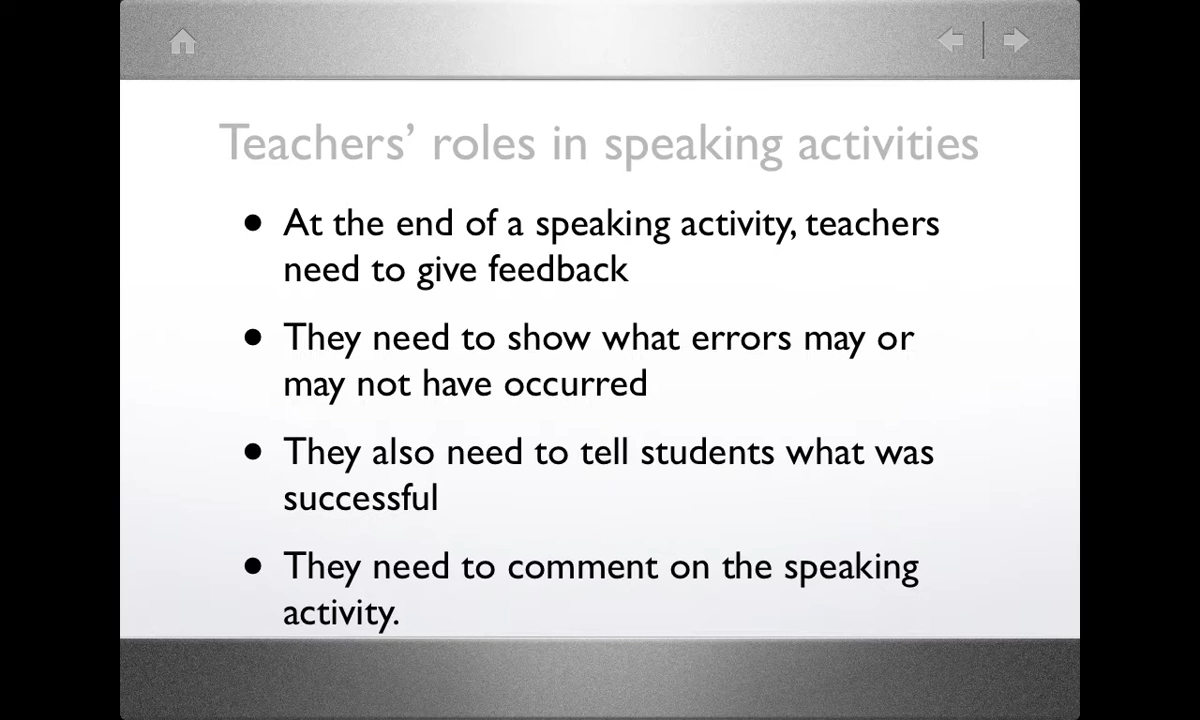 Teachers’ roles in speaking activities
• At the end of a speaking activity, teachers
need to give feedback
• They need to show what errors may or
may not have occurred
• They also need to tell students what was
successful
• They need to comment on the speaking
activity.